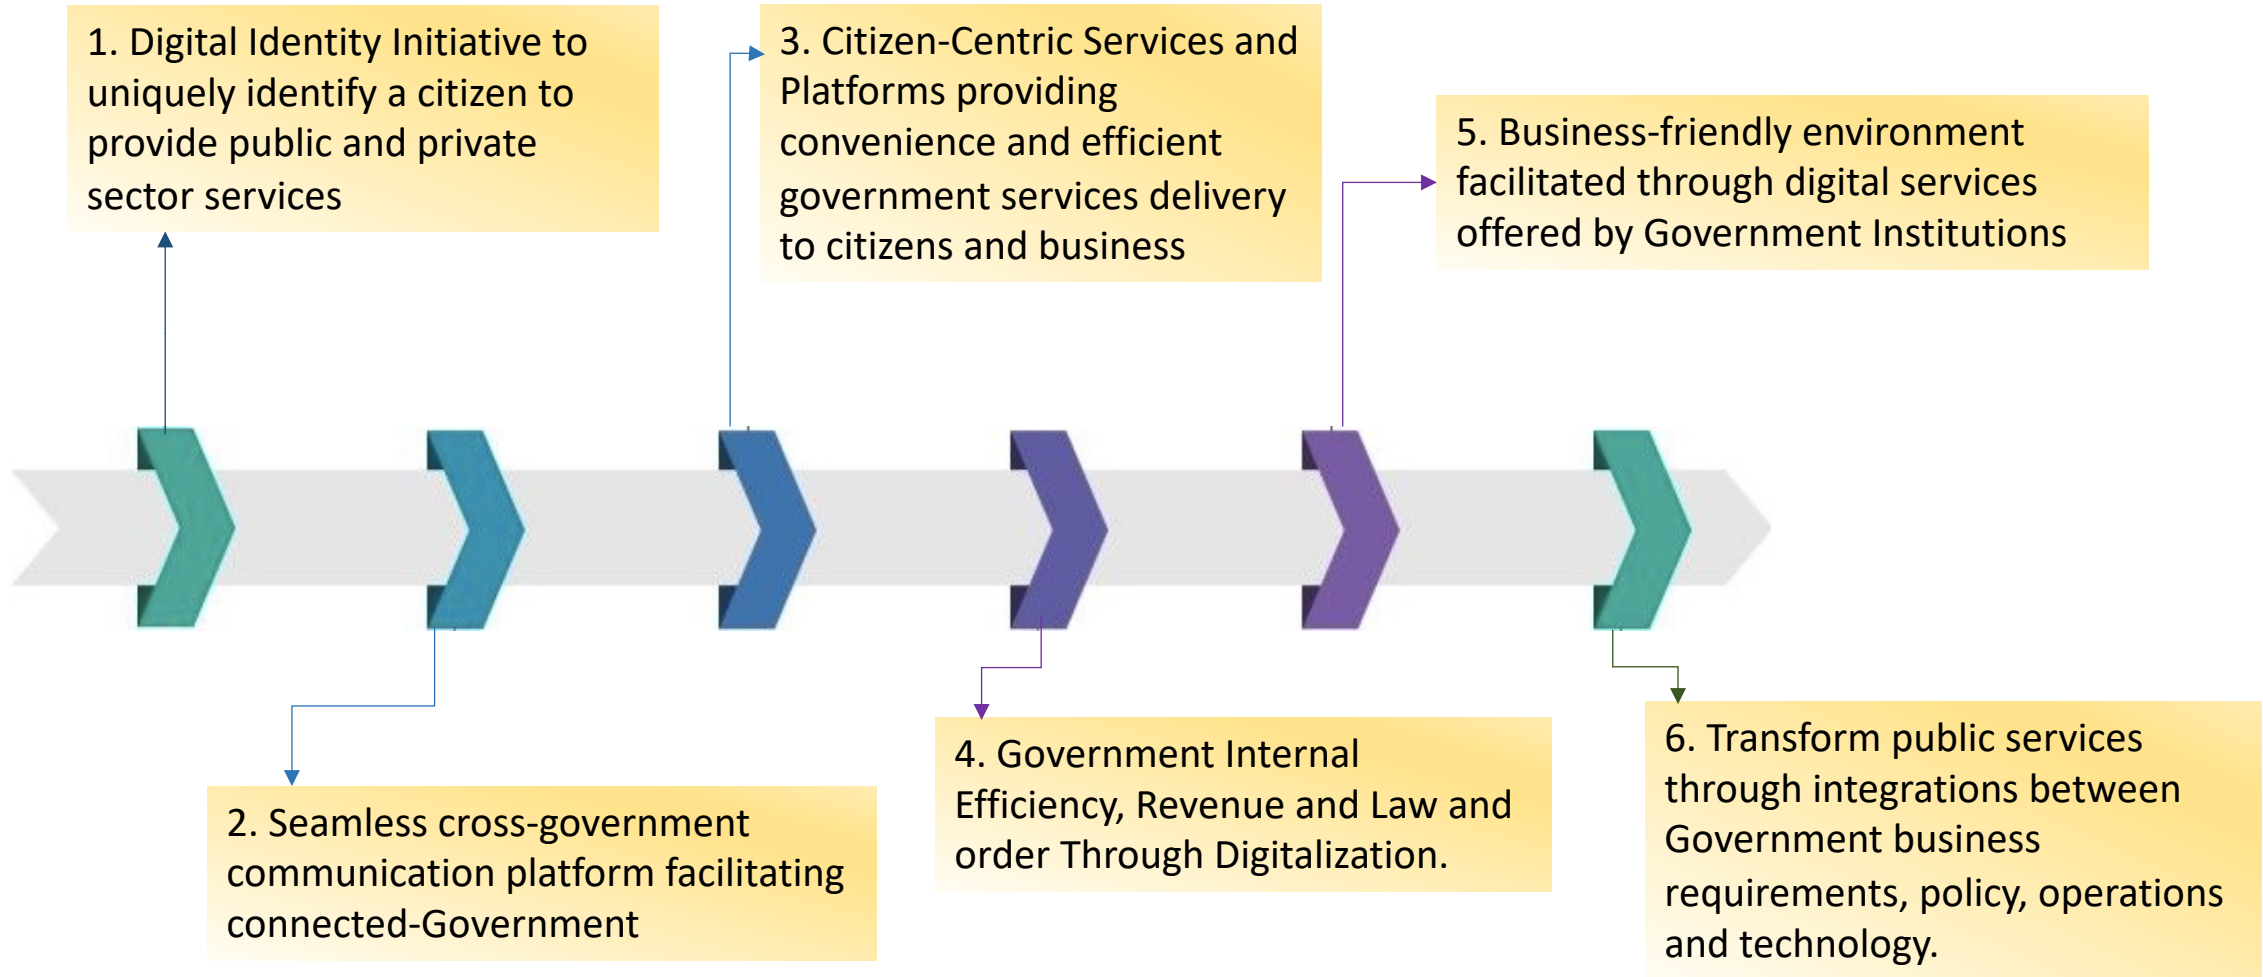 1. Digital Identity Initiative to
uniquely identify a citizen to
provide public and private
sector services
2. Seamless cross-government
communication platform facilitating
connected-Government
3. Citizen-Centric Services and
Platforms providing
convenience and efficient
government services delivery
to citizens and business
4. Government Internal
Efficiency, Revenue and Law and
order Through Digitalization.
5. Business-friendly environment
facilitated through digital services
offered by Government Institutions
6. Transform public services
through integrations between
Government business
requirements, policy, operations
and technology.